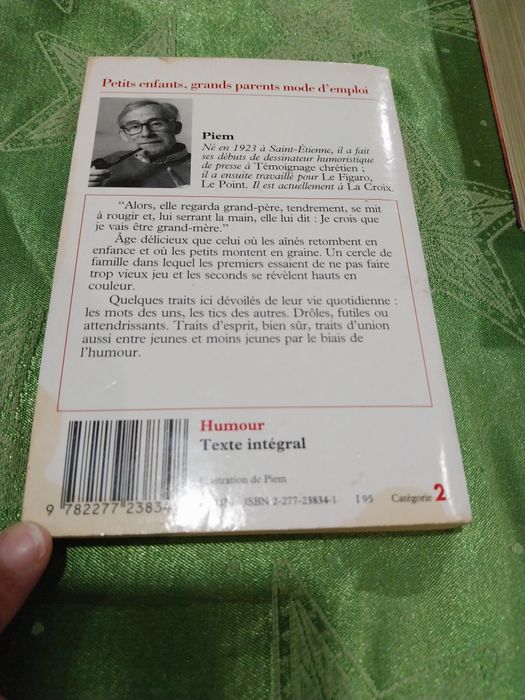 Petits enfants, grands parents mode d'emploi
Piem
Né en 1923 à Saint-Étienne, il a fait
ses débuts de dessinateur humoristique
de presse à Témoignage chrétien ;
il a ensuite travaillé pour Le Figaro,
Le Point. Il est actuellement à La Croix.
“Alors, elle regarda grand-père, tendrement, se mit
à rougir et, lui serrant la main, elle lui dit : Je crois que
je vais être grand-mère.”
Âge délicieux que celui où les aînés retombent en
enfance et où les petits montent en graine. Un cercle de
famille dans lequel les premiers essaient de ne pas faire
trop vieux jeu et les seconds se révèlent hauts en
couleur.
Quelques traits ici dévoilés de leur vie quotidienne :
les mots des uns, les tics des autres. Drôles, futiles ou
attendrissants. Traits d'esprit, bien sûr, traits d'union
aussi entre jeunes et moins jeunes par le biais de
l'humour.
Humour
Texte intégral
de Piem
9 782277 23834
ISBN 2-277-23834-1 195 Catégorie 2